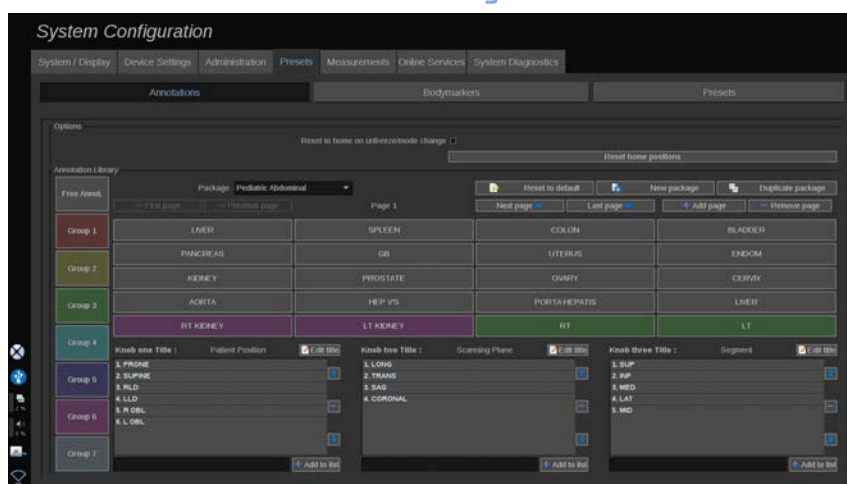 System Configuration
System / Display Device Settings Administration Presets Measurements Online Services System Diagnostics
Annotations Bodymarkers Presets
Options
Reset to home on unfreeze/mode change
Reset home positions
Annotation Library
Free Annot. Package Pediatric Abdominal Reset to default New package Duplicate package
First page Previous page Page 1 Next page Last page Add page Remove page
Group 1 LIVER SPLEEN COLON BLADDER
PANCREAS GB UTERUS ENDOM
Group 2
KIDNEY PROSTATE OVARY CERVIX
Group 3 AORTA HEP V'S PORTA HEPATIS LIVER
RT KIDNEY LT KIDNEY RT LT
Group 4
Knob one Title : Patient Position Edit title Knob two Title : Scanning Plane Edit title Knob three Title : Segment Edit title
1. PRONE 1. LONG 1. SUP
2. SUPINE 2. TRANS 2. INF
Group 5 3. RLD 3. SAG 3. MED
4. LLD 4. CORONAL 4. LAT
5. R OBL 5. MID
Group 6 6. L OBL
Group 7
Add to list Add to list Add to list